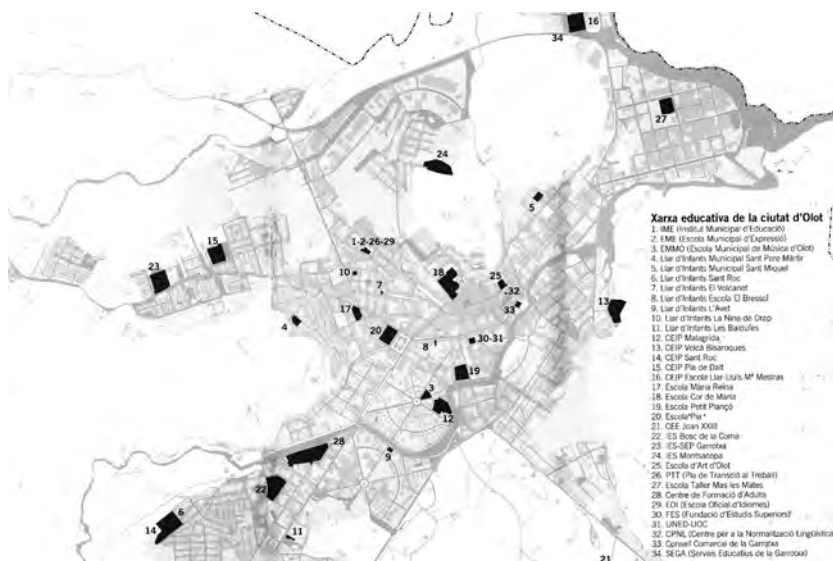 16
34
27
24
5
1-2-26-29
15
23
10
7
18
25
32
33
13
17
4
20
8
30-31
19
3
12
28
9
22
6
14
11
21
Xarxa educativa de la ciutat d'Olot
1. IME (Institut Municipal d'Educació)
2. EME (Escola Municipal d'Expressió)
3. EMMO (Escola Municipal de Música d'Olot)
4. Llar d'Infants Municipal Sant Pere Màrtir
5. Llar d'Infants Municipal Sant Miquel
6. Llar d'Infants Sant Roc
7. Llar d'Infants El Volcanet
8. Llar d'Infants Escola El Bressol
9. Llar d'Infants L'Avet
10. Llar d'Infants La Nina de Drap
11. Llar d'Infants Les Baldufes
12. CEIP Malagrida
13. CEIP Volcà Bisaroques
14. CEIP Sant Roc
15. CEIP Pla de Dalt
16. CEIP Escola Llar-Lluís Mª Mestras
17. Escola Maria Reina
18. Escola Cor de Maria
19. Escola Petit Plançó
20. Escola Pia
21. CEE Joan XXIII
22. IES Bosc de la Coma
23. IES-SEP Garrotxa
24. IES Montsacopa
25. Escola d'Art d'Olot
26. PTT (Pla de Transició al Treball)
27. Escola Taller Mas les Mates
28. Centre de Formació d'Adults
29. EOI (Escola Oficial d'Idiomes)
30. FES (Fundació d'Estudis Superiors)
31. UNED-UOC
32. CPNL (Centre per a la Normalització Lingüística)
33. Consell Comarcal de la Garrotxa
34. SEGA (Serveis Educatius de la Garrotxa)